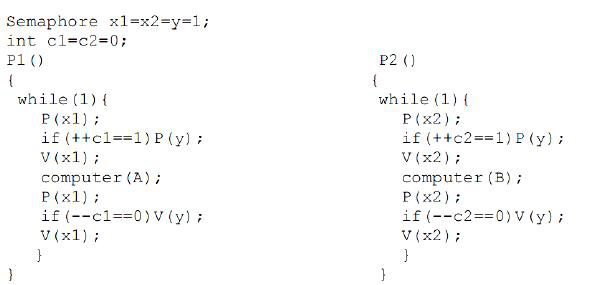 Semaphore x1=x2=y=1;
int c1=c2=0;
P1()
{
while(1){
P(x1);
if(++c1==1)P(y);
V(x1);
computer(A);
P(x1);
if(--c1==0)V(y);
V(x1);
}
}
P2()
{
while(1){
P(x2);
if(++c2==1)P(y);
V(x2);
computer(B);
P(x2);
if(--c2==0)V(y);
V(x2);
}
}